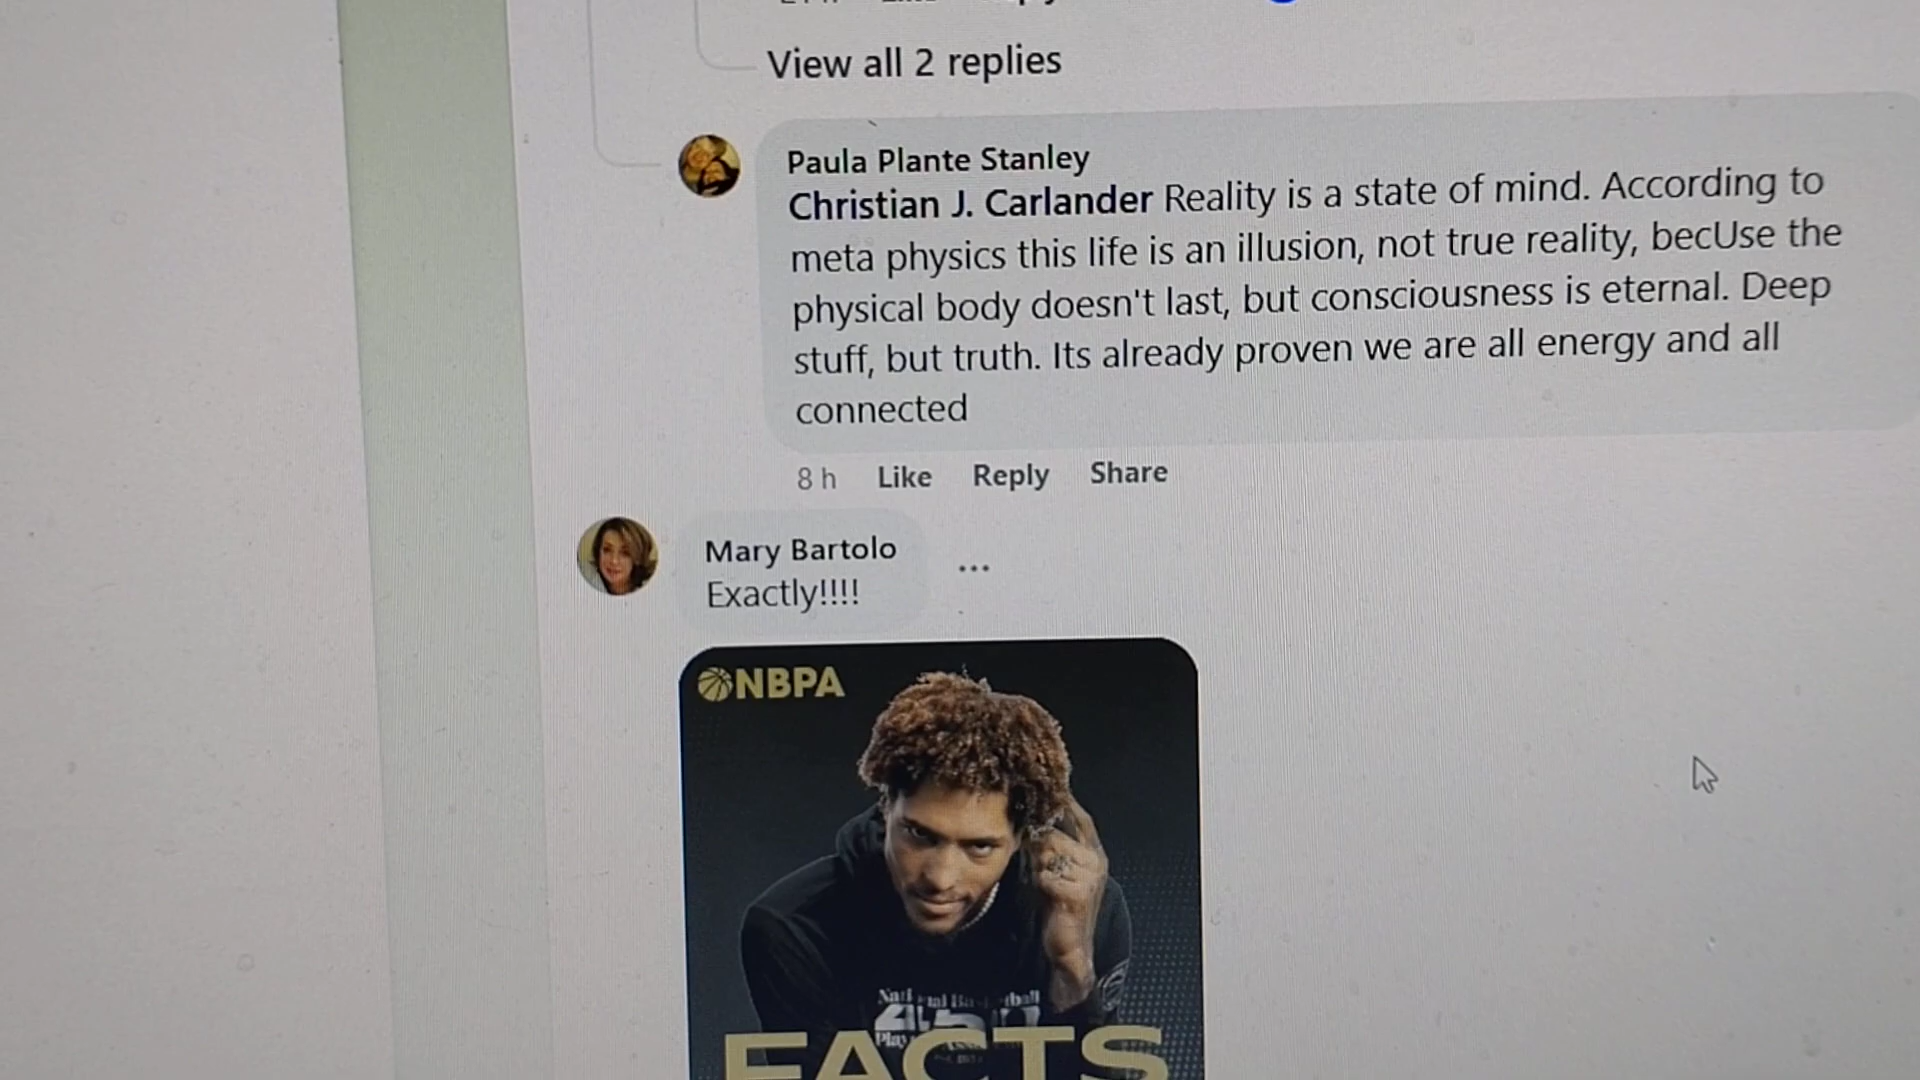 View all 2 replies
Paula Plante Stanley
Christian J. Carlander Reality is a state of mind. According to
meta physics this life is an illusion, not true reality, becUse the
physical body doesn't last, but consciousness is eternal. Deep
stuff, but truth. Its already proven we are all energy and all
connected
8 h Like Reply Share
Mary Bartolo
...
Exactly!!!!
NBPA
450
FACTS